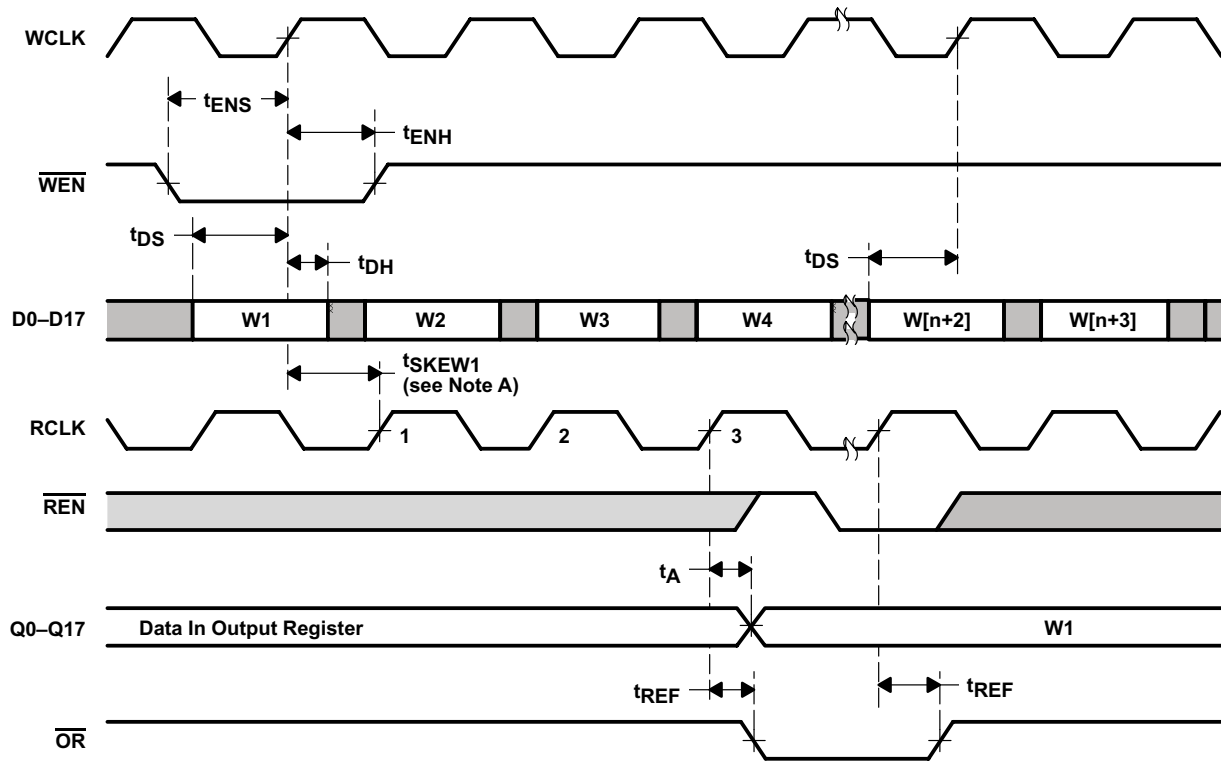 WCLK
tENS
tENH
WEN
tDS
tDH
tDS
D0–D17
W1
W2
W3
W4
W[n+2]
W[n+3]
tSKEW1
(see Note A)
RCLK
1
2
3
REN
tA
Q0–Q17
Data In Output Register
W1
tREF
tREF
OR